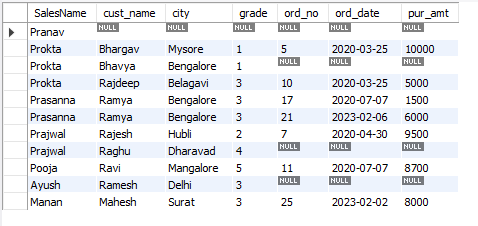 SalesName cust_name city grade ord_no ord_date pur_amt
Pranav NULL NULL NULL NULL NULL NULL
Prokta Bhargav Mysore 1 5 2020-03-25 10000
Prokta Bhavya Bengalore 1 NULL NULL NULL
Prokta Rajdeep Belagavi 3 10 2020-03-25 5000
Prasanna Ramya Bengalore 3 17 2020-07-07 1500
Prasanna Ramya Bengalore 3 21 2023-02-06 6000
Prajwal Rajesh Hubli 2 7 2020-04-30 9500
Prajwal Raghu Dharavad 4 NULL NULL NULL
Pooja Ravi Mangalore 5 11 2020-07-07 8700
Ayush Ramesh Delhi 3 NULL NULL NULL
Manan Mahesh Surat 3 25 2023-02-02 8000